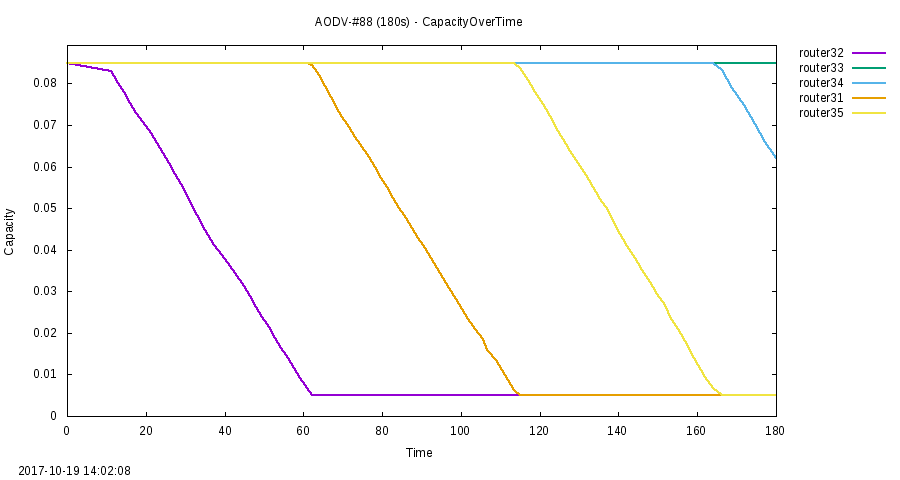 AODV-#88 (180s) - CapacityOverTime
router32
router33
router34
router31
router35
0.08
0.07
0.06
0.05
0.04
0.03
0.02
0.01
0
Capacity
0 20 40 60 80 100 120 140 160 180
Time
2017-10-19 14:02:08